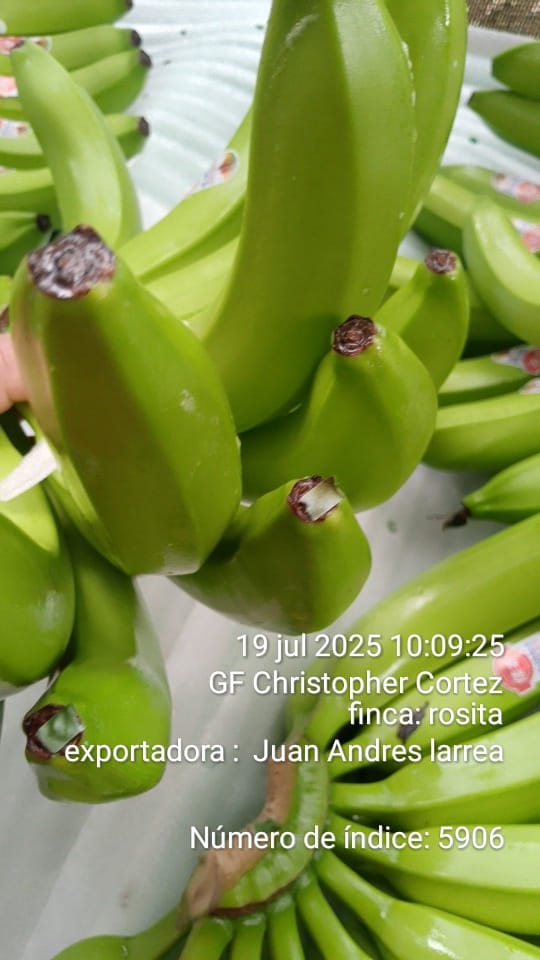 19 jul 2025 10:09:25
GF Christopher Cortez
finca: rosita
exportadora :  Juan Andres larrea
Número de índice: 5906